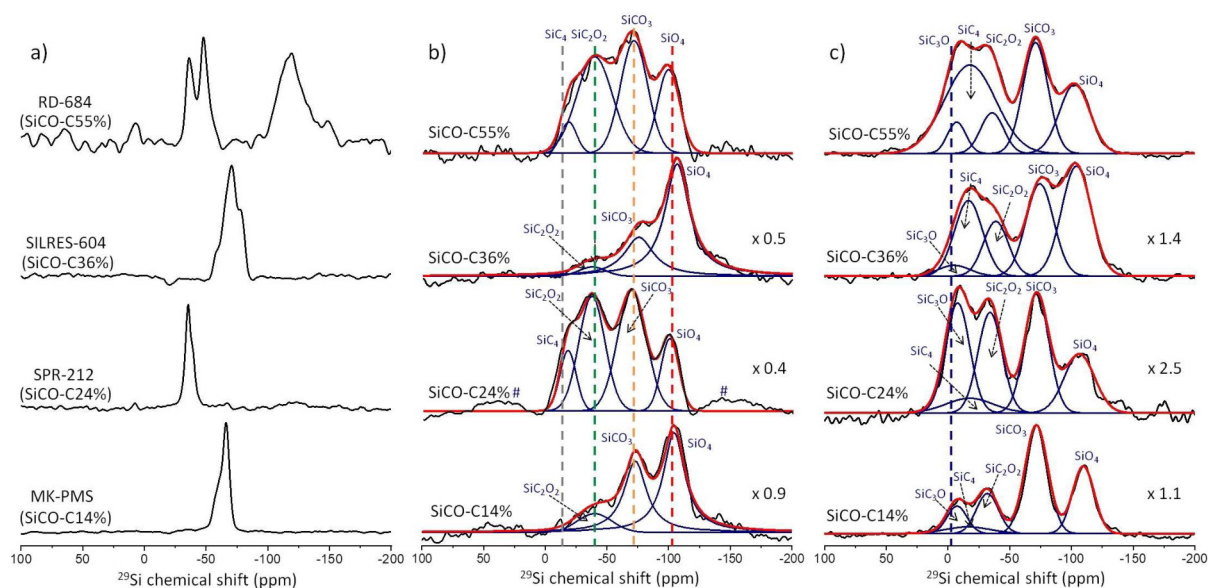 a)
RD-684
(SiCO-C55%)
SILRES-604
(SiCO-C36%)
SPR-212
(SiCO-C24%)
MK-PMS
(SiCO-C14%)
100 50 0 -50 -100 -150 -200
²⁹Si chemical shift (ppm)
b)
SiC₄ SiC₂O₂ SiCO₃ SiO₄
SiCO-C55%
SiC₂O₂ SiCO₃ SiO₄
x 0.5
SiCO-C36%
SiC₄ SiC₂O₂ SiCO₃ SiO₄
x 0.4
SiCO-C24%
# #
SiC₂O₂ SiCO₃ SiO₄
x 0.9
SiCO-C14%
100 50 0 -50 -100 -150 -200
²⁹Si chemical shift (ppm)
c)
SiC₃O SiC₄ SiC₂O₂ SiCO₃ SiO₄
SiCO-C55%
SiC₃O SiC₄ SiC₂O₂ SiCO₃ SiO₄
x 1.4
SiCO-C36%
SiC₄ SiC₃O SiC₂O₂ SiCO₃ SiO₄
x 2.5
SiCO-C24%
SiC₃O SiC₄ SiC₂O₂ SiCO₃ SiO₄
x 1.1
SiCO-C14%
100 50 0 -50 -100 -150 -200
²⁹Si chemical shift (ppm)